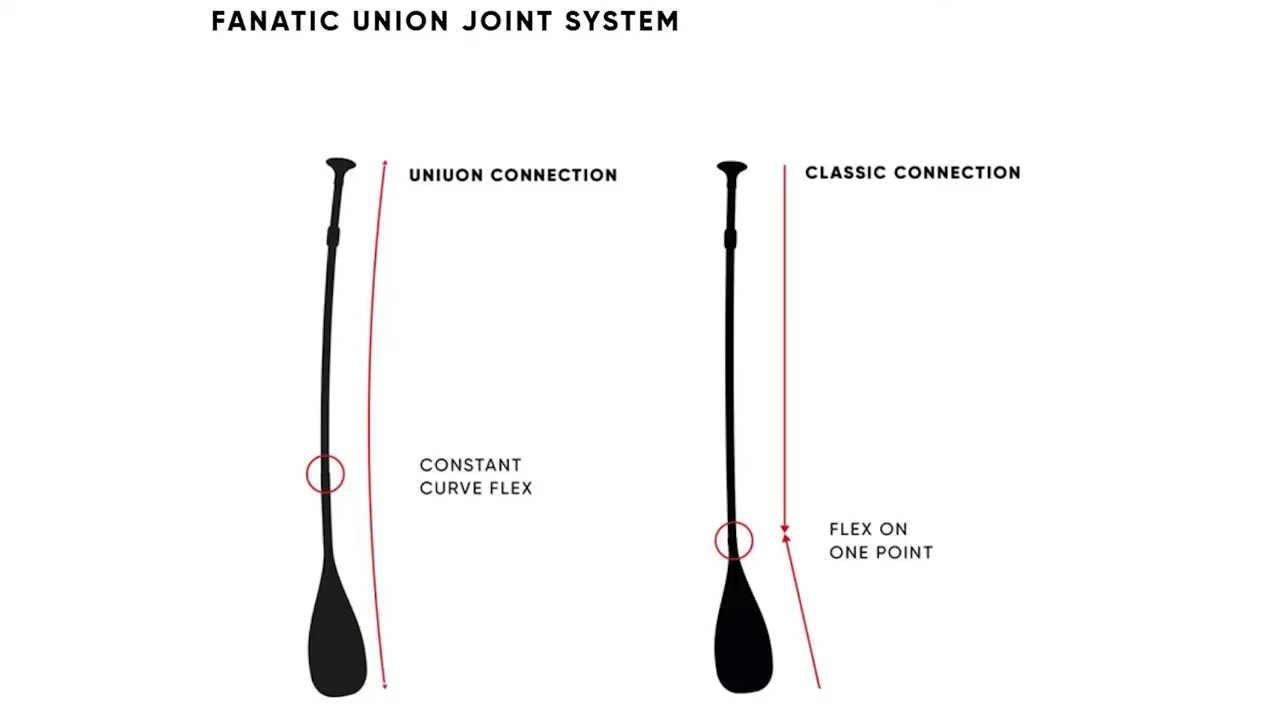 FANATIC UNION JOINT SYSTEM
UNIUON CONNECTION
CONSTANT
CURVE FLEX
CLASSIC CONNECTION
FLEX ON
ONE POINT